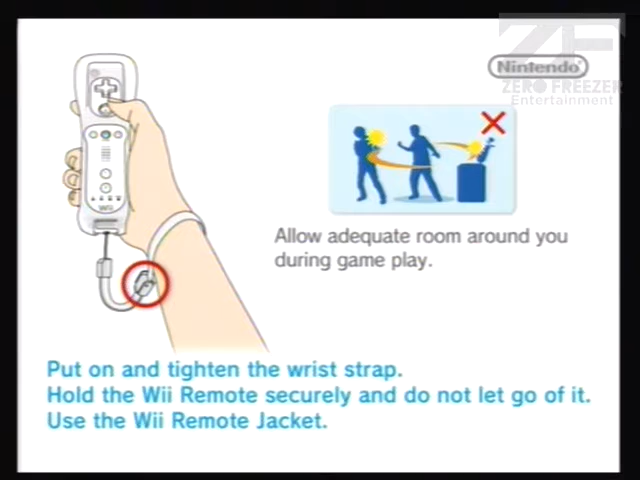 Nintendo
ZERO FREEZER
Entertainment
Allow adequate room around you
during game play.
Wii
Put on and tighten the wrist strap.
Hold the Wii Remote securely and do not let go of it.
Use the Wii Remote Jacket.